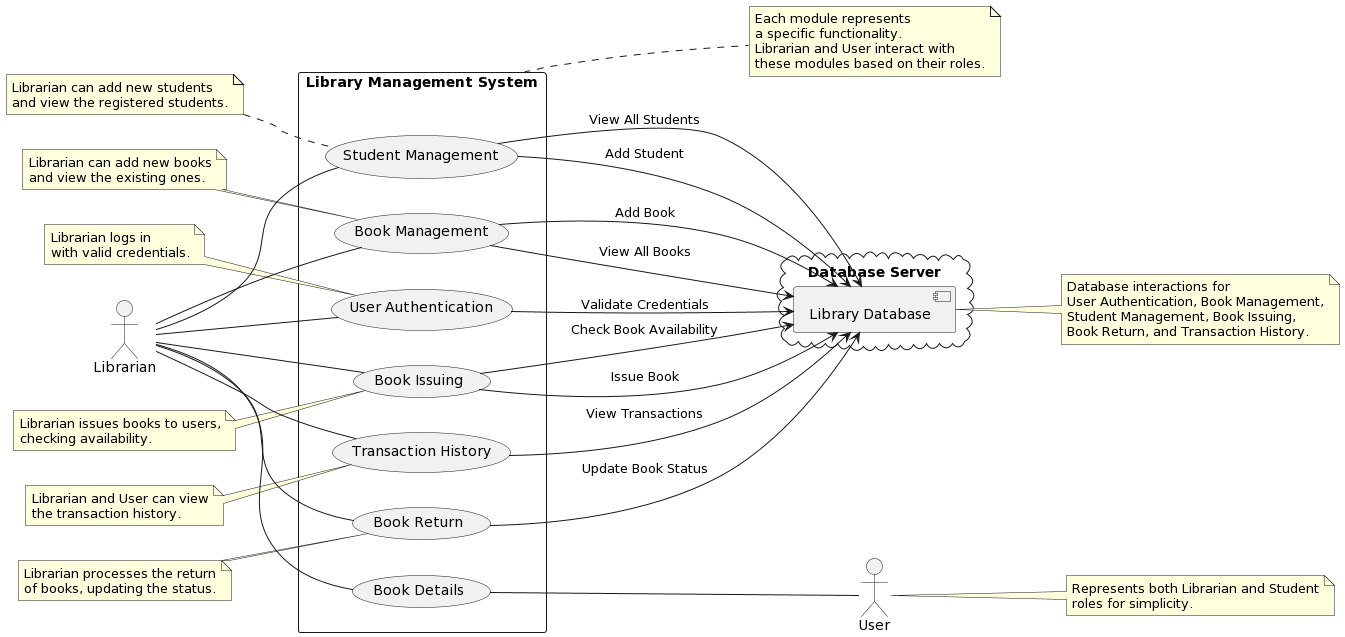 Each module represents
a specific functionality.
Librarian and User interact with
these modules based on their roles.
Librarian can add new students
and view the registered students.
Library Management System
View All Students
Student Management
Add Student
Librarian can add new books
and view the existing ones.
Add Book
Book Management
View All Books
Librarian logs in
with valid credentials.
Database Server
Library Database
Database interactions for
User Authentication, Book Management,
Student Management, Book Issuing,
Book Return, and Transaction History.
User Authentication
Validate Credentials
Check Book Availability
Librarian
Book Issuing
Issue Book
Librarian issues books to users,
checking availability.
View Transactions
Transaction History
Update Book Status
Librarian and User can view
the transaction history.
Book Return
Librarian processes the return
of books, updating the status.
Book Details
User
Represents both Librarian and Student
roles for simplicity.